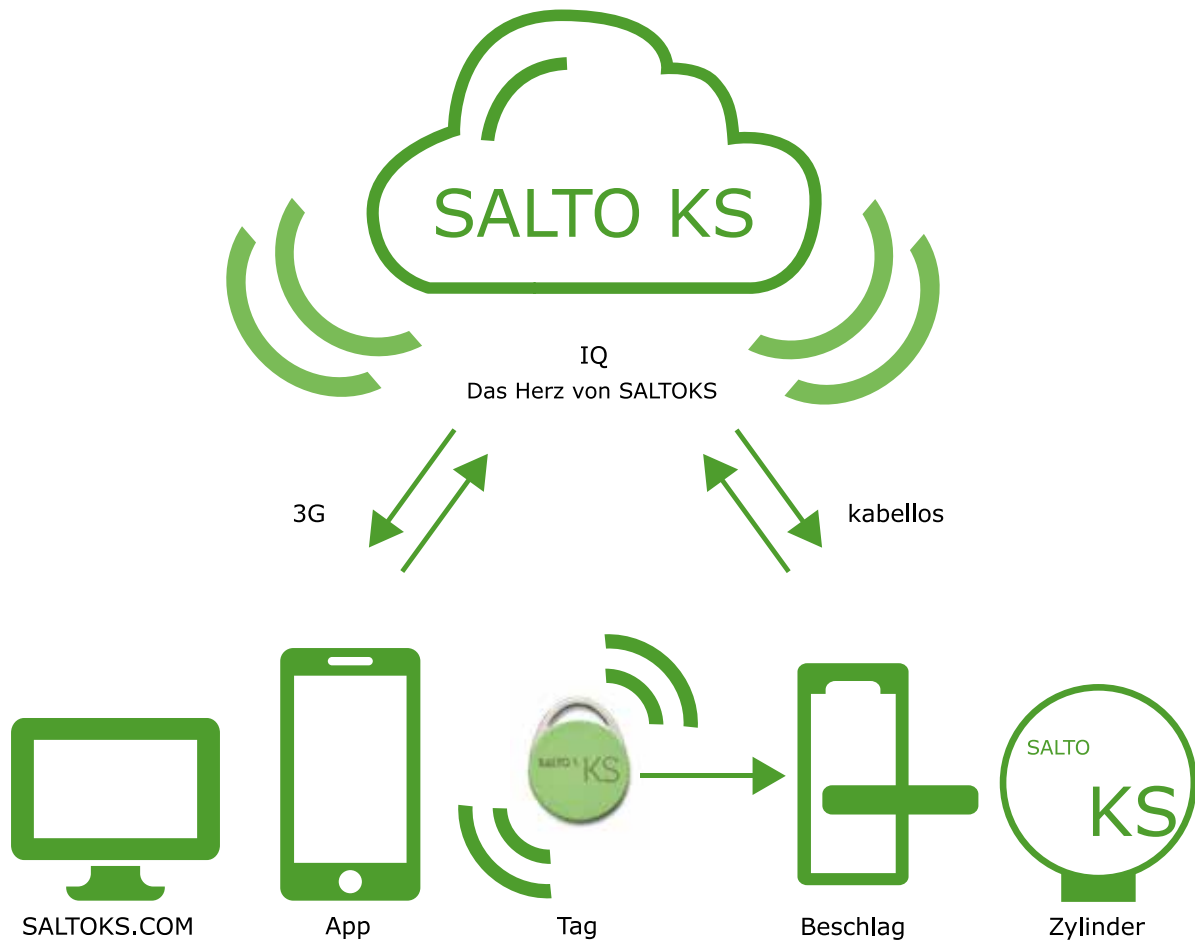 SALTO KS
IQ
Das Herz von SALTOKS
3G
kabellos
SALTO
KS
SALTO
KS
SALTOKS.COM
App
Tag
Beschlag
Zylinder